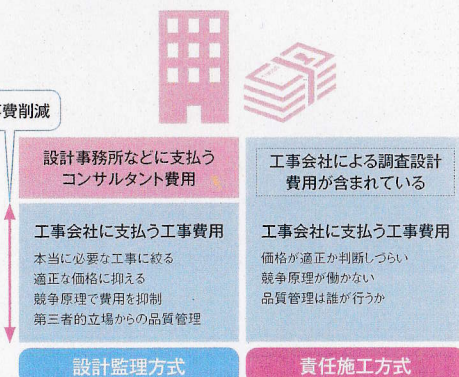 費削減
設計事務所などに支払う
コンサルタント費用
工事会社による調査設計
費用が含まれている
工事会社に支払う工事費用
本当に必要な工事に絞る
適正な価格に抑える
競争原理で費用を抑制
第三者的立場からの品質管理
工事会社に支払う工事費用
価格が適正か判断しづらい
競争原理が働かない
品質管理は誰が行うか
設計監理方式
責任施工方式